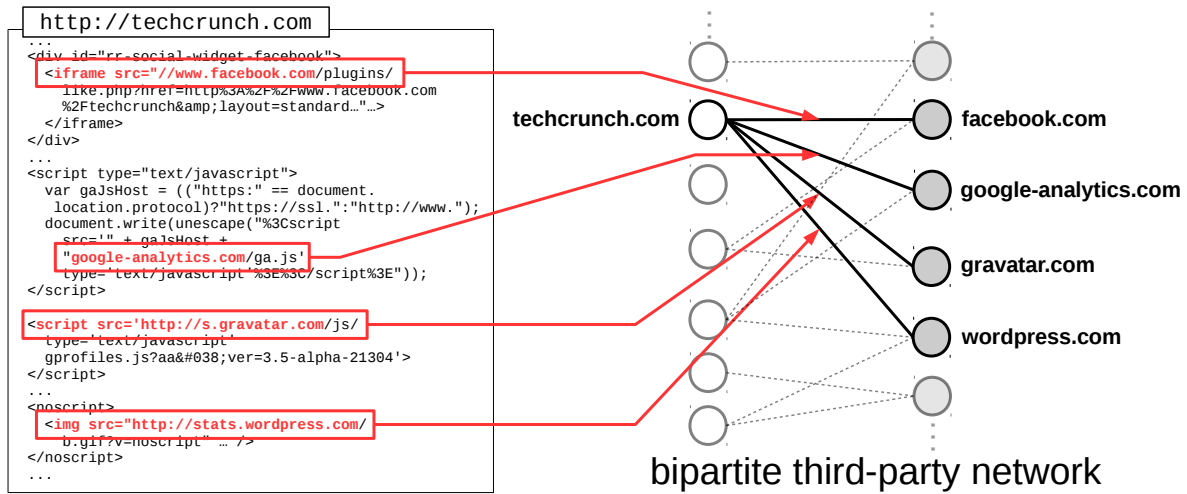 http://techcrunch.com
...
<div id="rr-social-widget-facebook">
<iframe src="//www.facebook.com/plugins/
like.php?href=http%3A%2F%2Fwww.facebook.com
%2Ftechcrunch&amp;layout=standard…"…>
</iframe>
</div>
...
<script type="text/javascript">
var gaJsHost = (("https:" == document.
location.protocol)?"https://ssl.":"http://www.");
document.write(unescape("%3Cscript
src='" + gaJsHost +
"google-analytics.com/ga.js'
type='text/javascript'%3E%3C/script%3E"));
</script>
<script src='http://s.gravatar.com/js/
type='text/javascript'
gprofiles.js?aa&#038;ver=3.5-alpha-21304'>
</script>
...
<noscript>
<img src="http://stats.wordpress.com/
b.gif?v=noscript" … />
</noscript>
...
techcrunch.com
facebook.com
google-analytics.com
gravatar.com
wordpress.com
bipartite third-party network